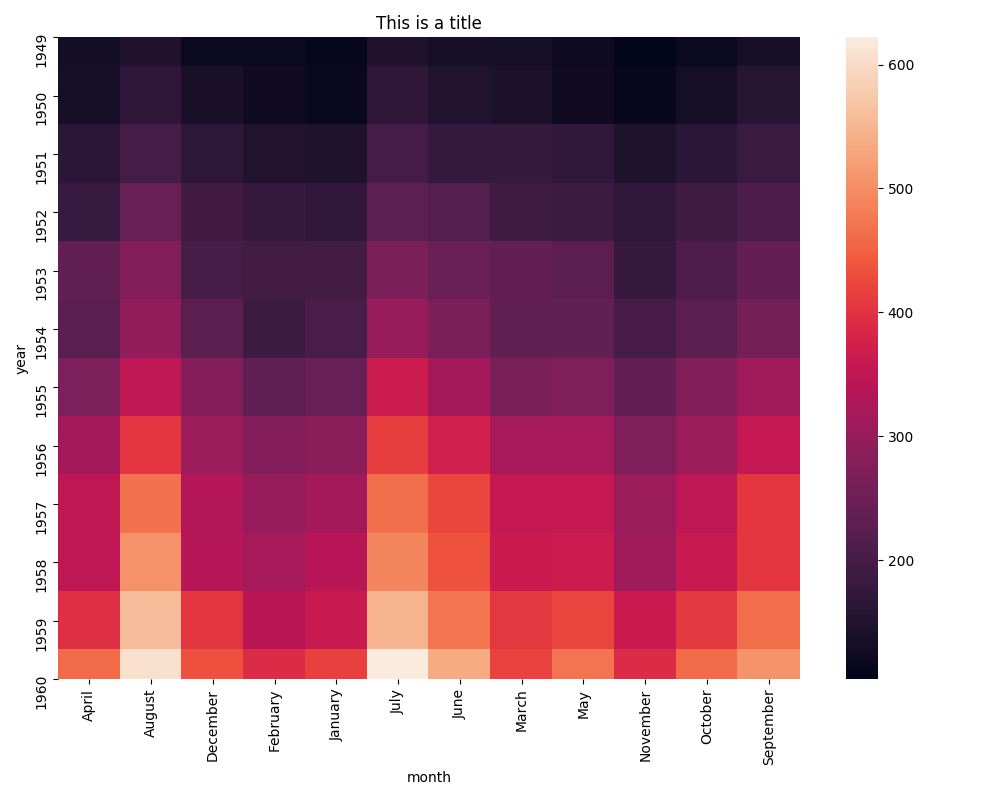 This is a title
year
1949
1950
1951
1952
1953
1954
1955
1956
1957
1958
1959
1960
April
August
December
February
January
July
June
March
May
November
October
September
month
600
500
400
300
200